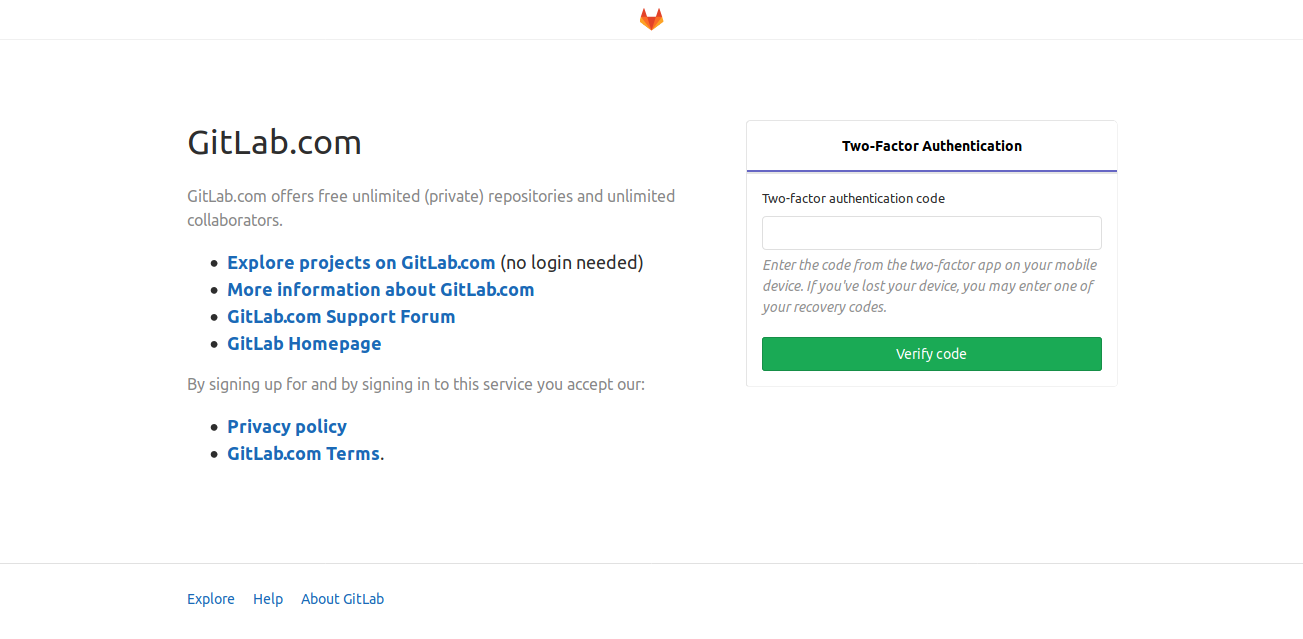 GitLab.com
GitLab.com offers free unlimited (private) repositories and unlimited
collaborators.
Explore projects on GitLab.com (no login needed)
More information about GitLab.com
GitLab.com Support Forum
GitLab Homepage
By signing up for and by signing in to this service you accept our:
Privacy policy
GitLab.com Terms.
Two-Factor Authentication
Two-factor authentication code
Enter the code from the two-factor app on your mobile
device. If you've lost your device, you may enter one of
your recovery codes.
Verify code
Explore Help About GitLab